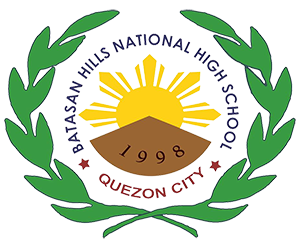 BATASAN HILLS NATIONAL HIGH SCHOOL
1998
QUEZON CITY